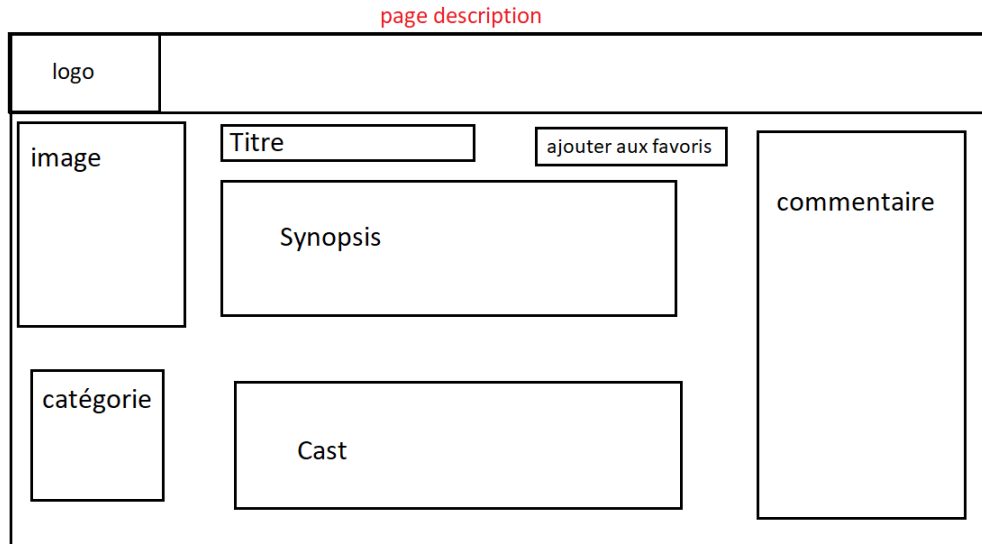 page description
logo
image
Titre
ajouter aux favoris
commentaire
Synopsis
catégorie
Cast